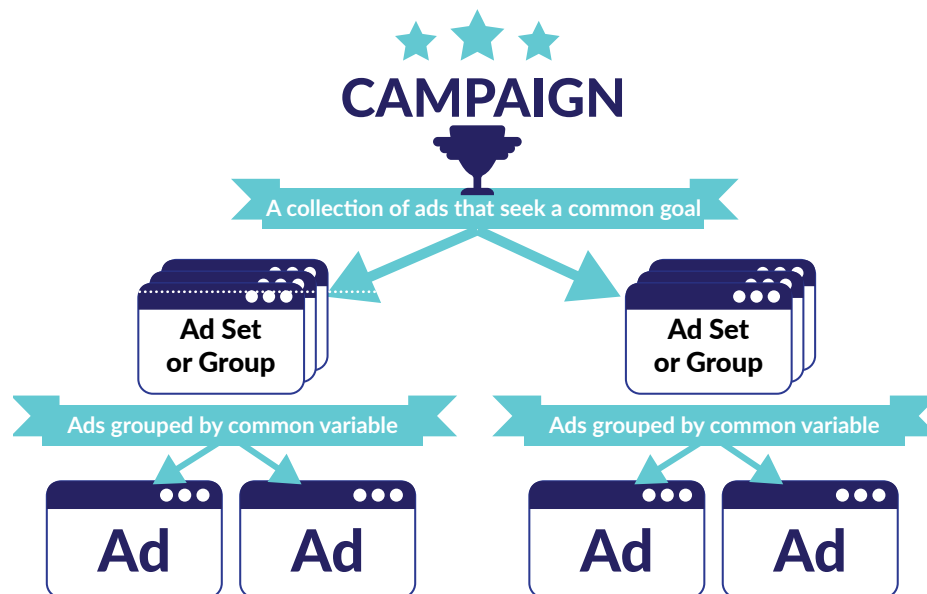 CAMPAIGN
A collection of ads that seek a common goal
Ad Set
or Group
Ad Set
or Group
Ads grouped by common variable
Ads grouped by common variable
Ad
Ad
Ad
Ad